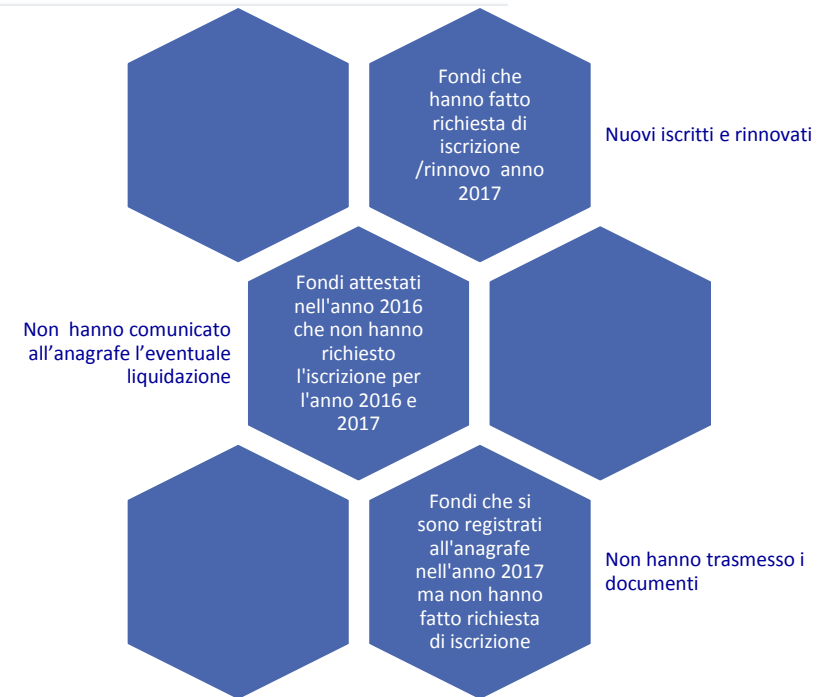 Fondi che
hanno fatto
richiesta di
iscrizione
/rinnovo anno
2017
Nuovi iscritti e rinnovati
Non hanno comunicato
all’anagrafe l’eventuale
liquidazione
Fondi attestati
nell'anno 2016
che non hanno
richiesto
l'iscrizione per
l'anno 2016 e
2017
Fondi che si
sono registrati
all'anagrafe
nell'anno 2017
ma non hanno
fatto richiesta
di iscrizione
Non hanno trasmesso i
documenti